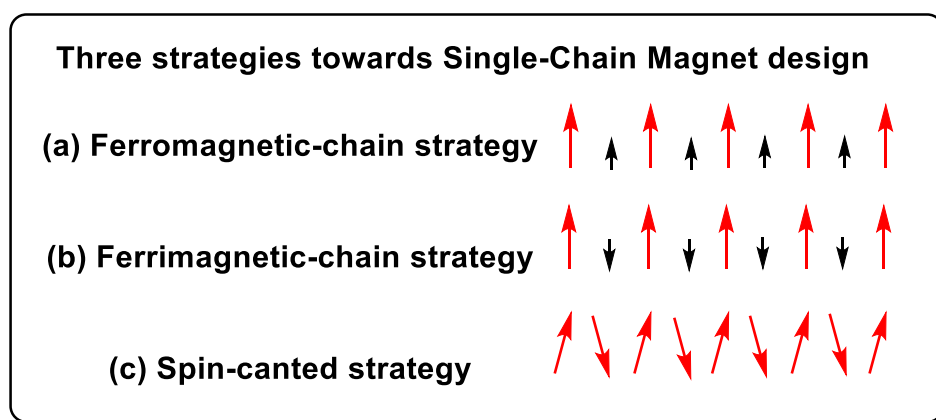 Three strategies towards Single-Chain Magnet design
(a) Ferromagnetic-chain strategy
(b) Ferrimagnetic-chain strategy
(c) Spin-canted strategy